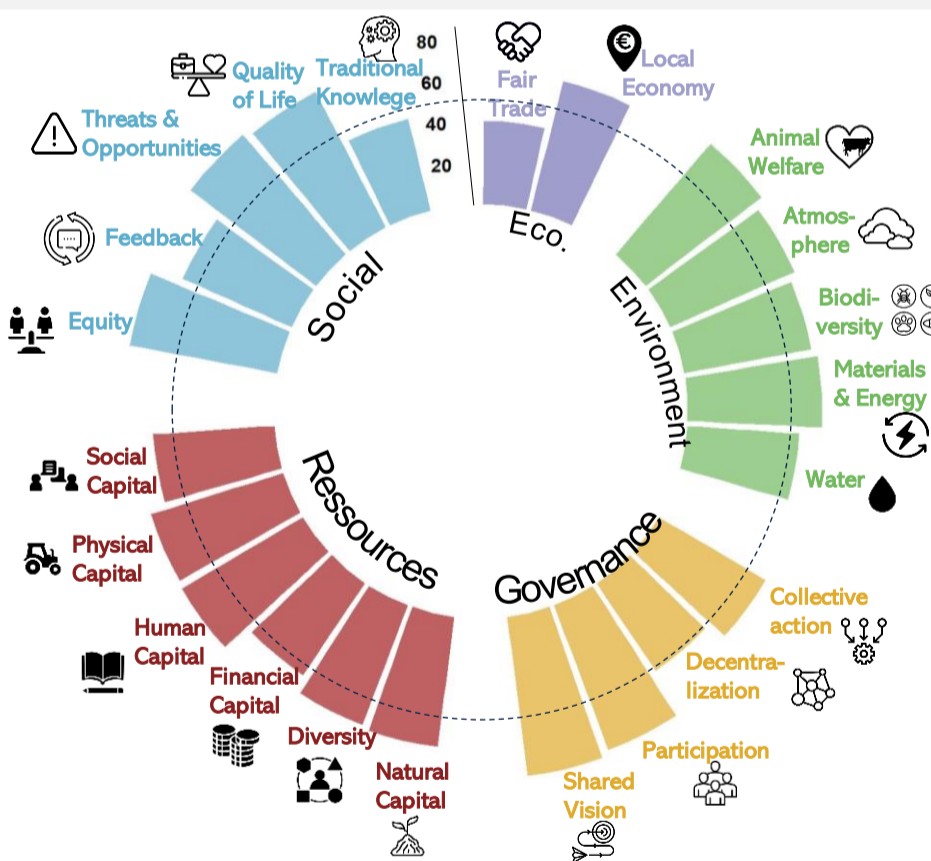 80
60
40
20
Traditional
Knowlege
Quality
of Life
Threats &
Opportunities
Feedback
Equity
Social
Fair
Trade
€
Local
Economy
Eco.
Animal
Welfare
Atmos-
phere
Biodi-
versity
Materials
& Energy
Water
Environment
Collective
action
Decentra-
lization
Participation
Shared
Vision
Governance
Social
Capital
Physical
Capital
Human
Capital
Financial
Capital
Diversity
Natural
Capital
Ressources